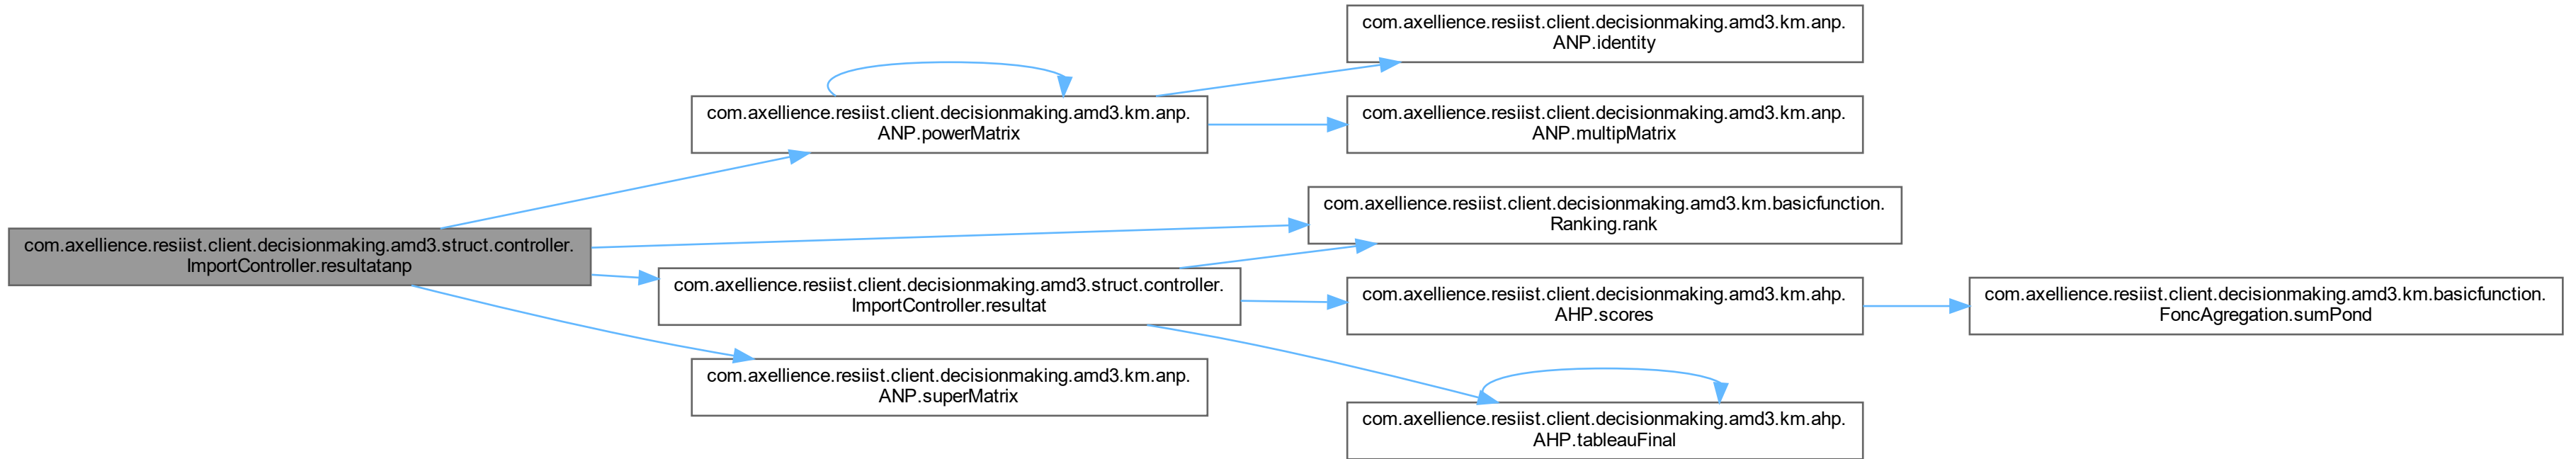 com.axellience.resiist.client.decisionmaking.amd3.struct.controller.
ImportController.resultatanp
com.axellience.resiist.client.decisionmaking.amd3.km.anp.
ANP.powerMatrix
com.axellience.resiist.client.decisionmaking.amd3.km.anp.
ANP.identity
com.axellience.resiist.client.decisionmaking.amd3.km.anp.
ANP.multipMatrix
com.axellience.resiist.client.decisionmaking.amd3.km.basicfunction.
Ranking.rank
com.axellience.resiist.client.decisionmaking.amd3.struct.controller.
ImportController.resultat
com.axellience.resiist.client.decisionmaking.amd3.km.ahp.
AHP.scores
com.axellience.resiist.client.decisionmaking.amd3.km.basicfunction.
FoncAgregation.sumPond
com.axellience.resiist.client.decisionmaking.amd3.km.ahp.
AHP.tableauFinal
com.axellience.resiist.client.decisionmaking.amd3.km.anp.
ANP.superMatrix